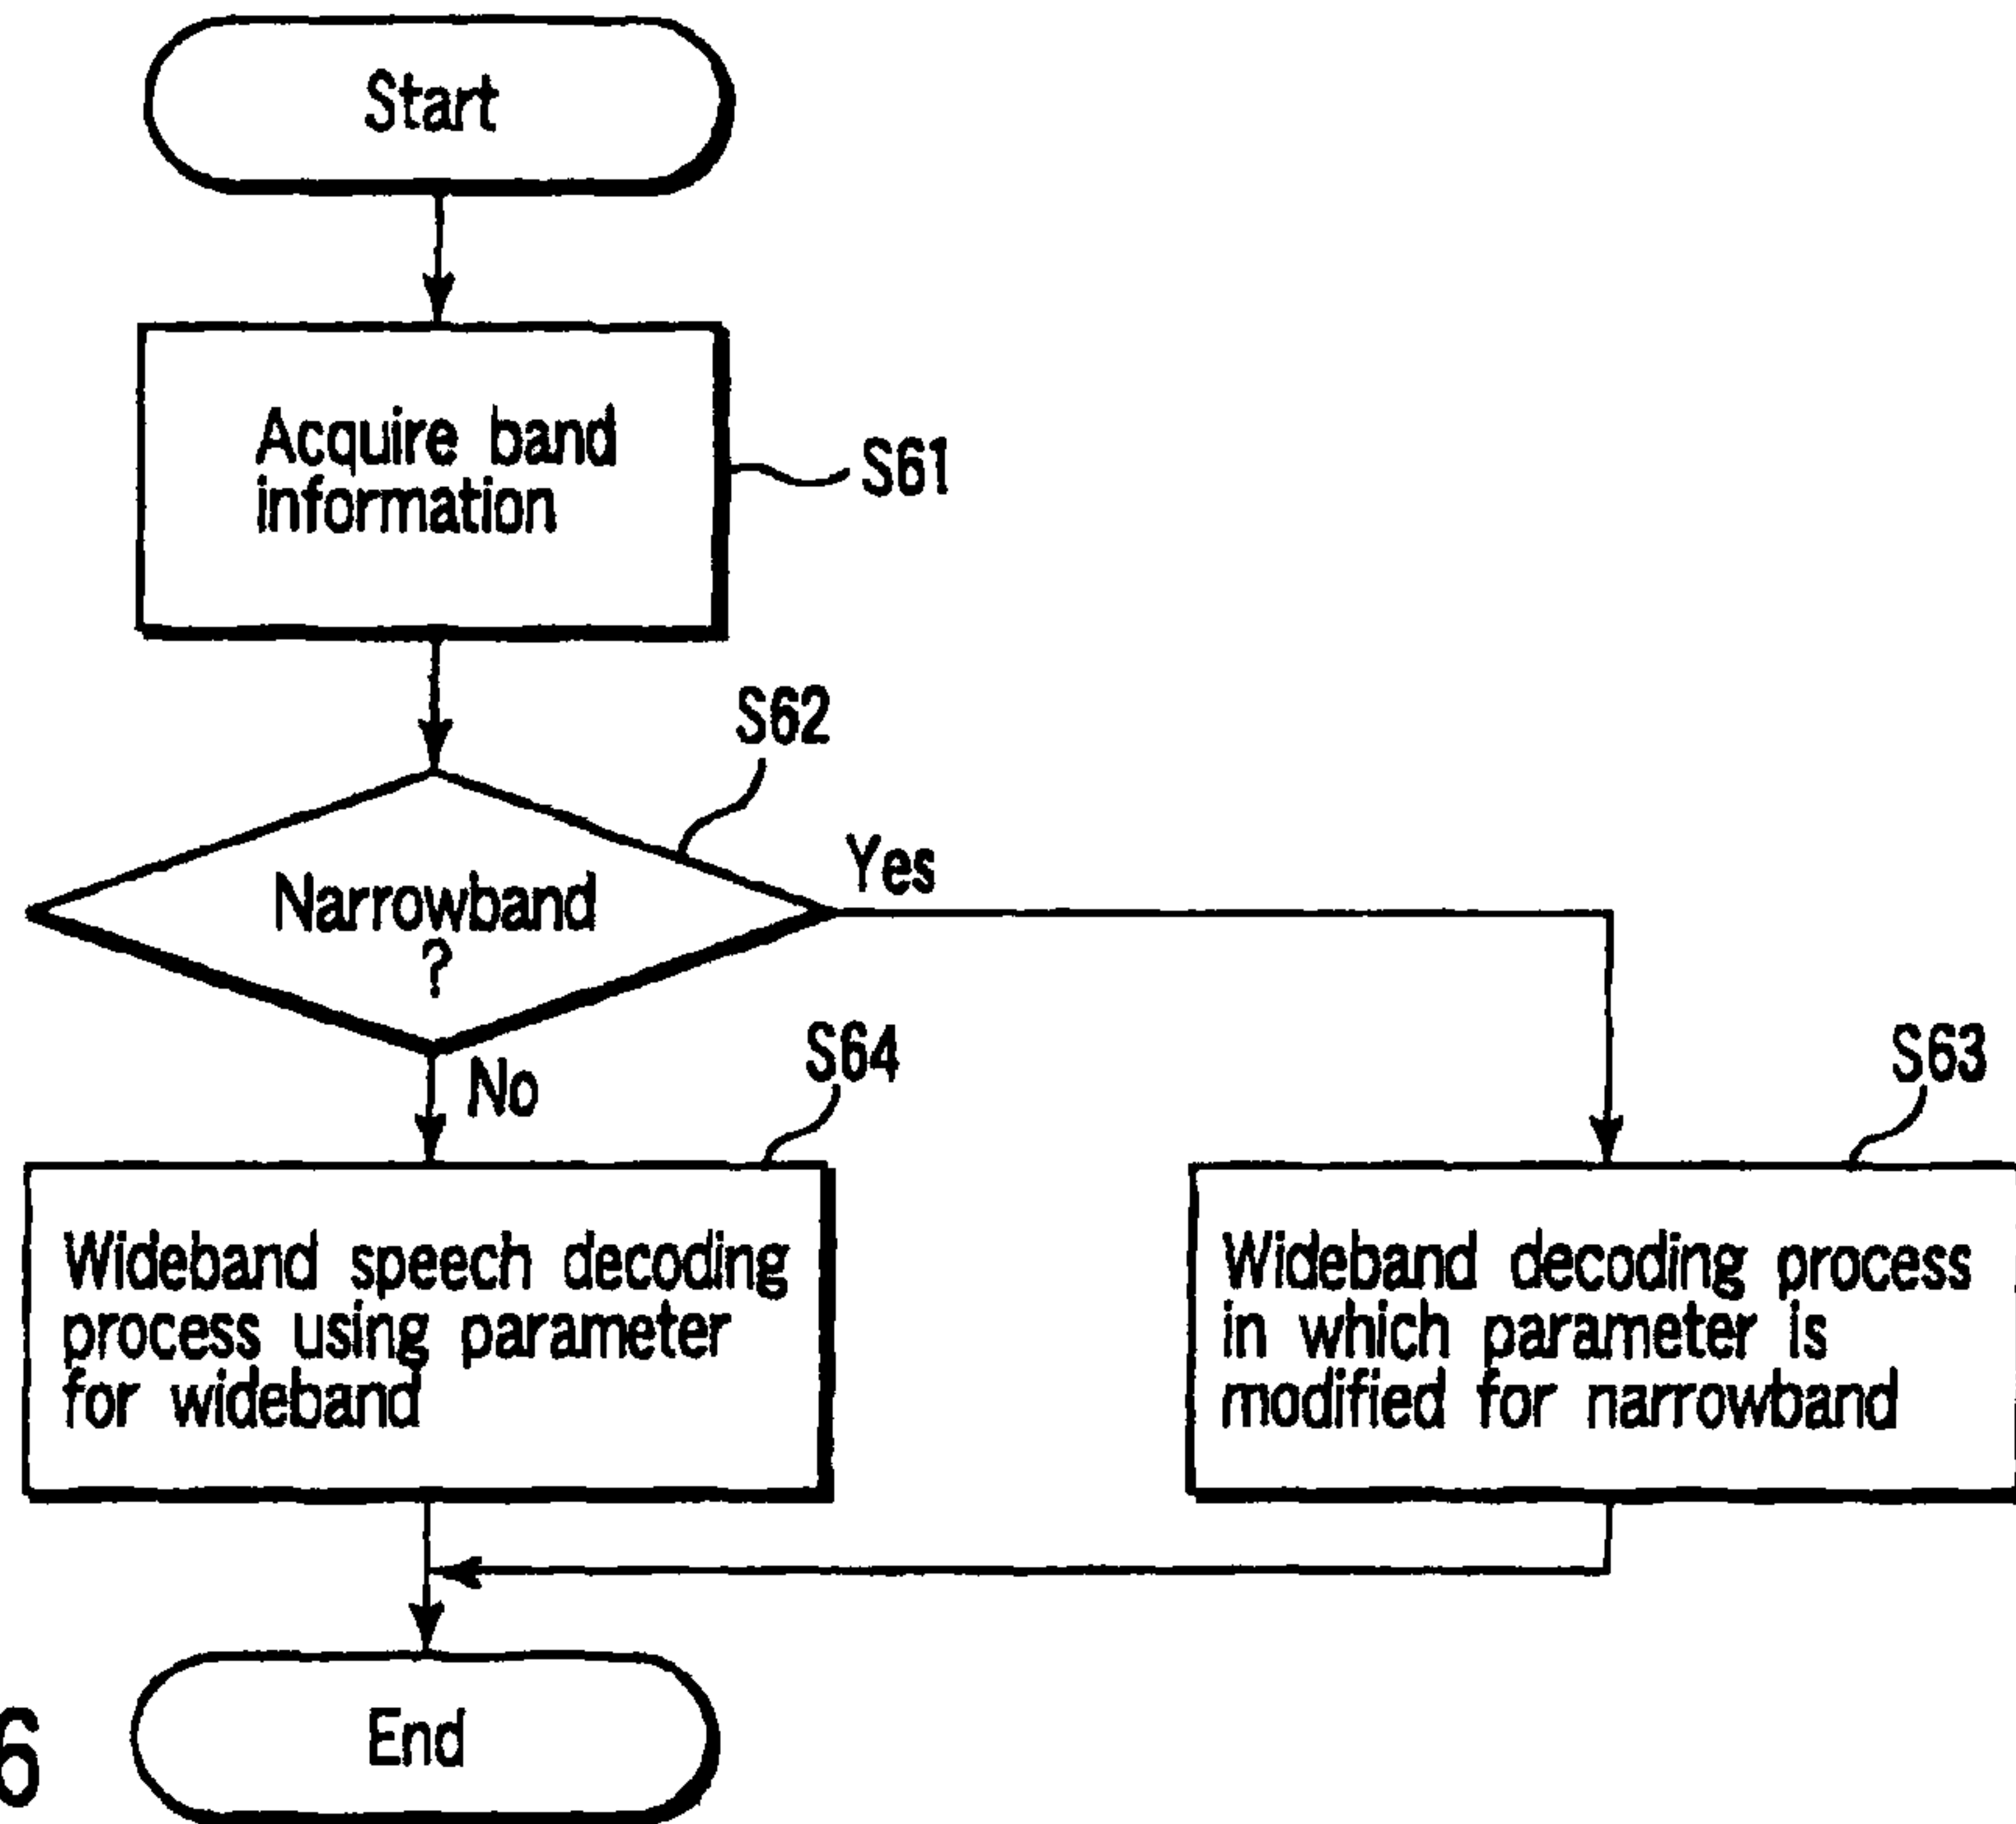 Start
Acquire band
information
S61
S62
Narrowband
?
Yes
No
S64
S63
Wideband speech decoding
process using parameter
for wideband
Wideband decoding process
in which parameter is
modified for narrowband
End
6